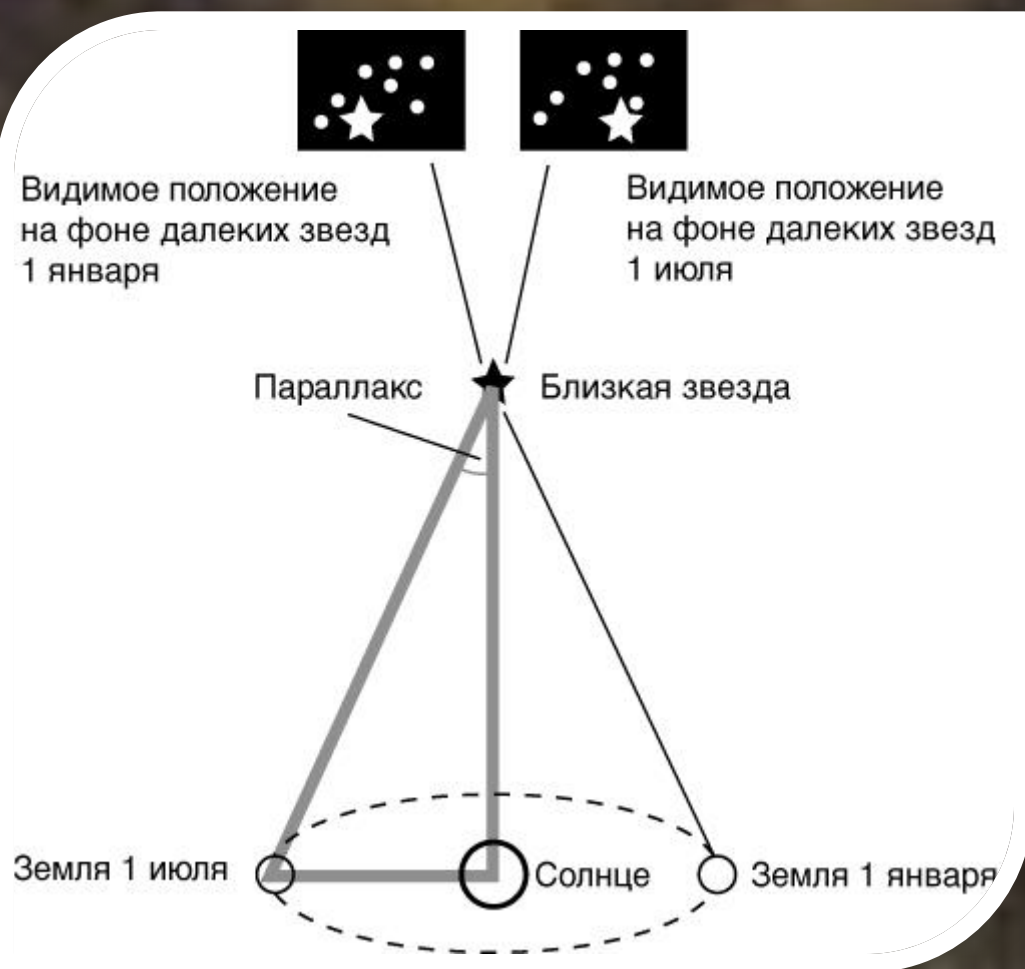 Видимое положение
на фоне далеких звезд
1 января
Видимое положение
на фоне далеких звезд
1 июля
Параллакс
Близкая звезда
Земля 1 июля
Солнце
Земля 1 января